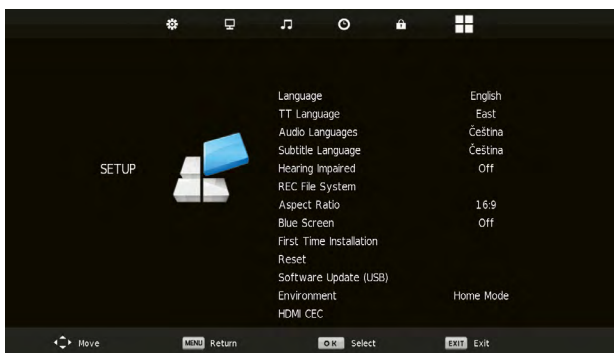 SETUP
Language English
TT Language East
Audio Languages Čeština
Subtitle Language Čeština
Hearing Impaired Off
REC File System
Aspect Ratio 16:9
Blue Screen Off
First Time Installation
Reset
Software Update (USB)
Environment Home Mode
HDMI CEC
Move MENU Return OK Select EXIT Exit